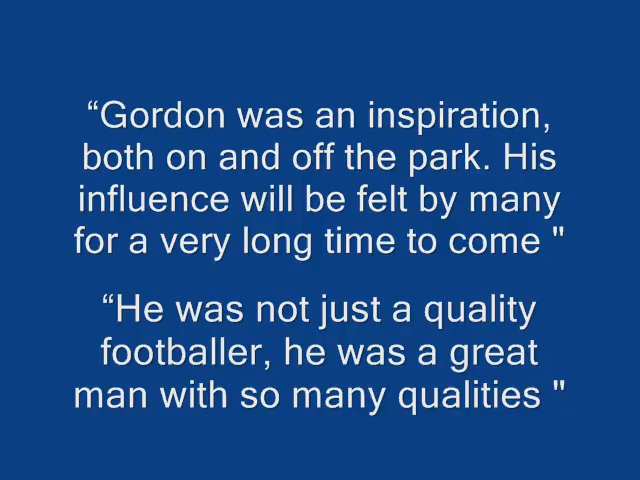 “Gordon was an inspiration,
both on and off the park. His
influence will be felt by many
for a very long time to come "
“He was not just a quality
footballer, he was a great
man with so many qualities "